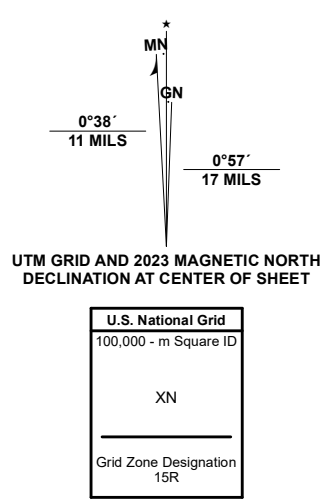 MN
GN
0°38´
11 MILS
0°57´
17 MILS
UTM GRID AND 2023 MAGNETIC NORTH
DECLINATION AT CENTER OF SHEET
U.S. National Grid
100,000 - m Square ID
XN
Grid Zone Designation
15R